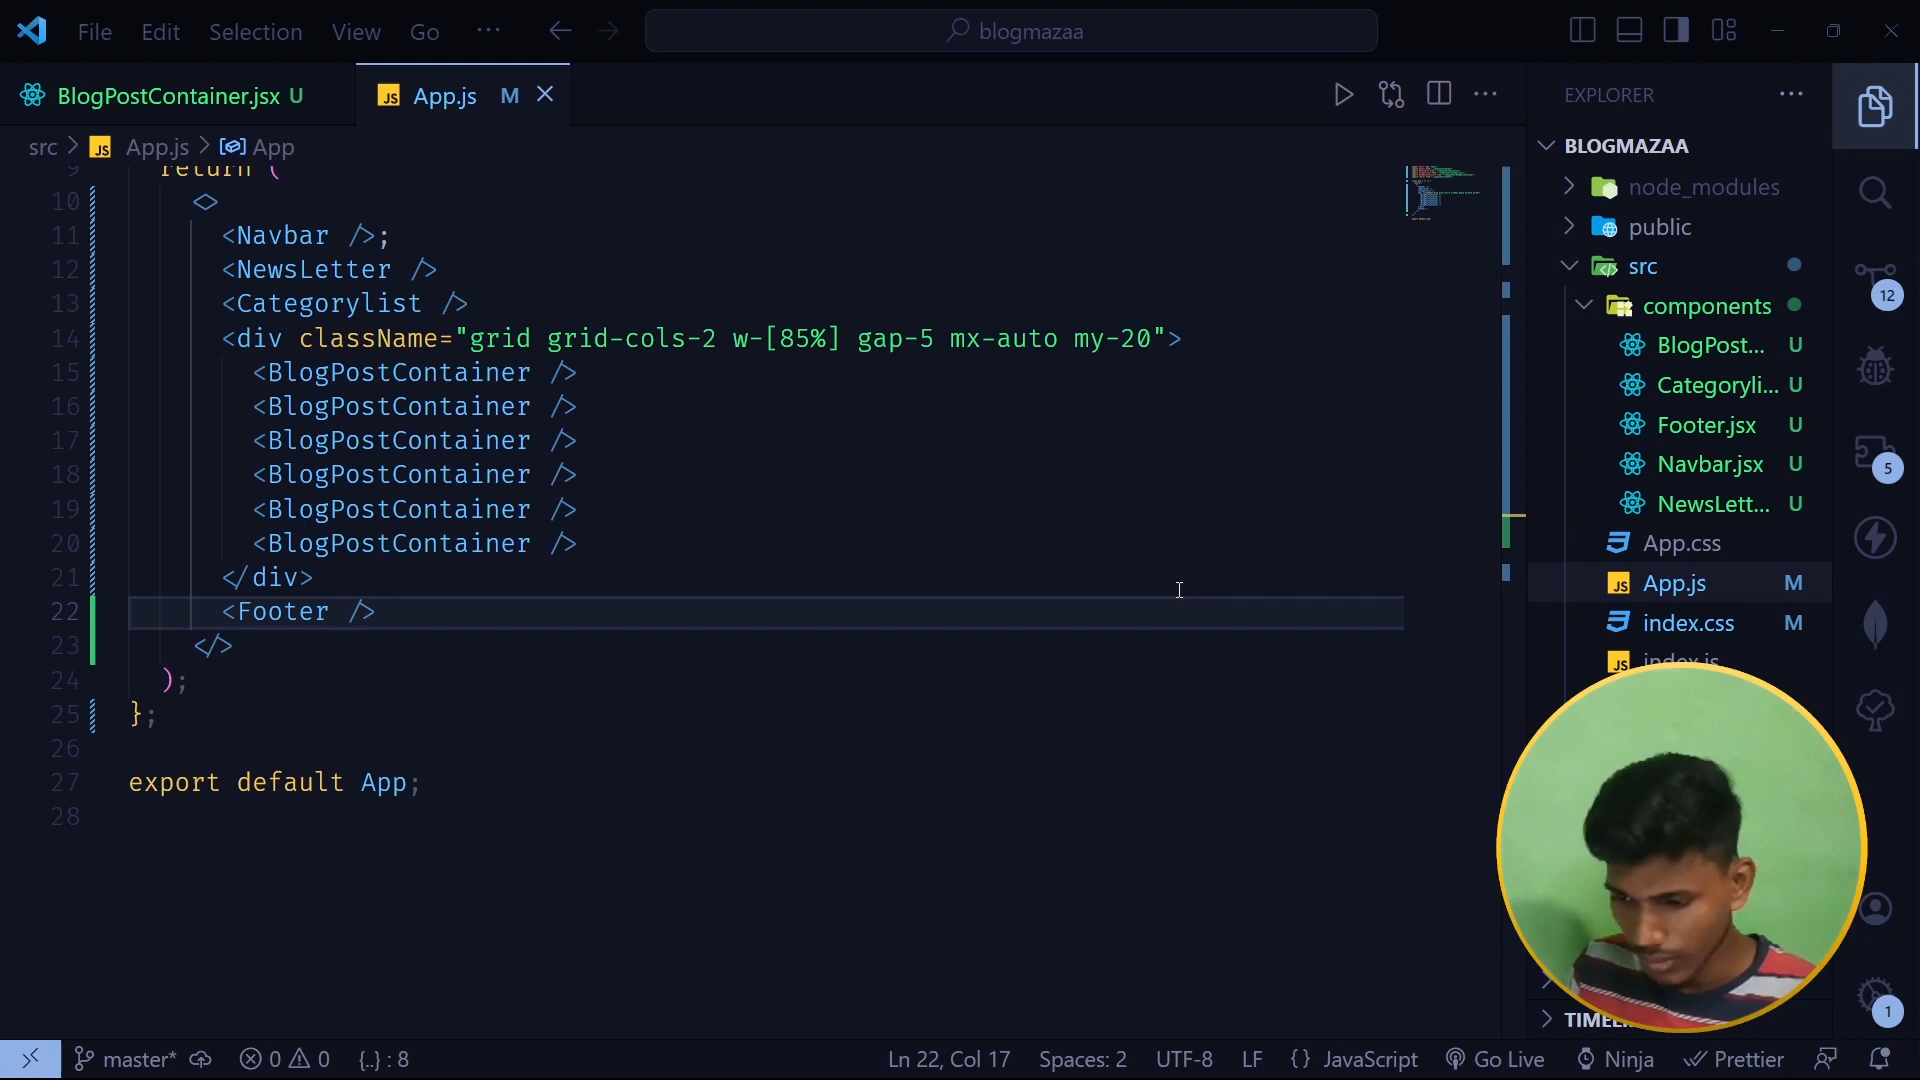 File Edit Selection View Go ··· blogmazaa
BlogPostContainer.jsx U
App.js M
src > App.js > App
EXPLORER
BLOGMAZAA
node_modules
public
src
components
BlogPost... U
Categoryli... U
Footer.jsx U
Navbar.jsx U
NewsLett... U
App.css
App.js M
index.css M
index.js
9 return (
10 <>
11 <Navbar />;
12 <NewsLetter />
13 <Categorylist />
14 <div className="grid grid-cols-2 w-[85%] gap-5 mx-auto my-20">
15 <BlogPostContainer />
16 <BlogPostContainer />
17 <BlogPostContainer />
18 <BlogPostContainer />
19 <BlogPostContainer />
20 <BlogPostContainer />
21 </div>
22 <Footer />
23 </>
24 );
25 };
26
27 export default App;
28
12
5
1
master* 0 0 {..} : 8 Ln 22, Col 17 Spaces: 2 UTF-8 LF {} JavaScript Go Live Ninja Prettier